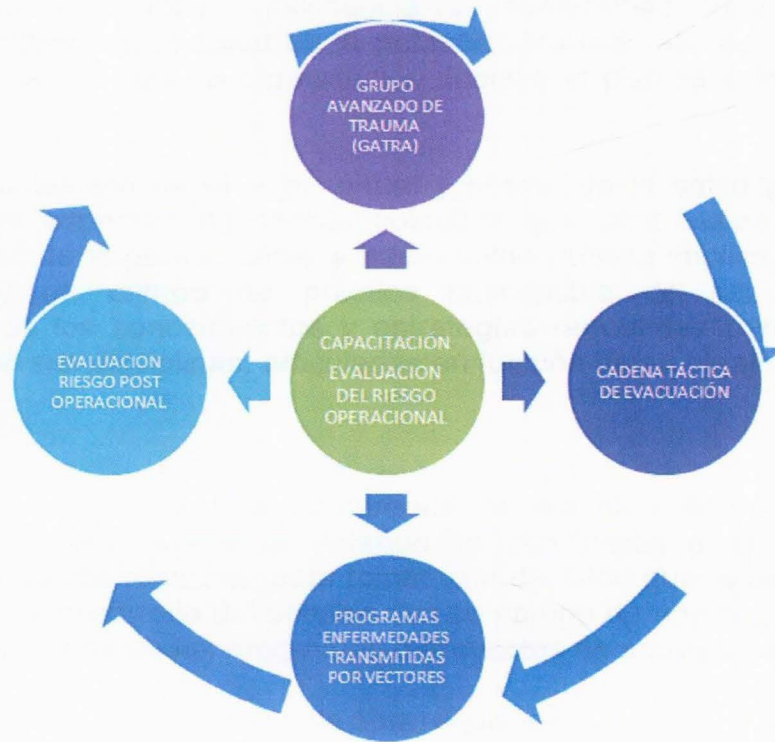 GRUPO
AVANZADO DE
TRAUMA
(GATRA)
EVALUACION
RIESGO POST
OPERACIONAL
CAPACITACIÓN
EVALUACION
DEL RIESGO
OPERACIONAL
CADENA TÁCTICA
DE EVACUACIÓN
PROGRAMAS
ENFERMEDADES
TRANSMITIDAS
POR VECTORES